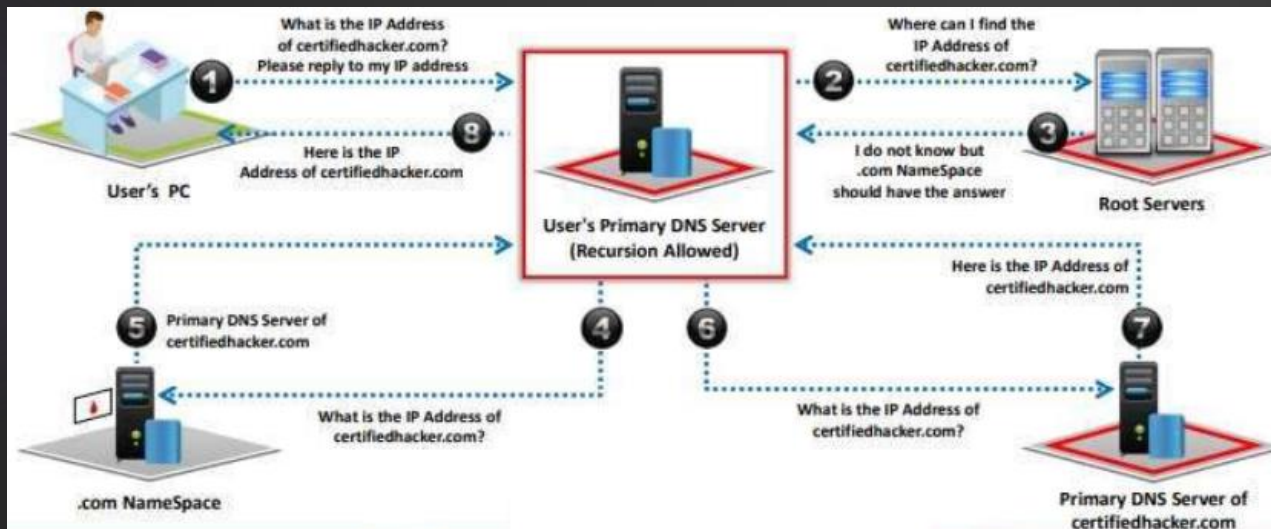 What is the IP Address
of certifiedhacker.com?
Please reply to my IP address
1
Where can I find the
IP Address of
certifiedhacker.com?
2
8
Here is the IP
Address of certifiedhacker.com
User's PC
3
I do not know but
.com NameSpace
should have the answer
Root Servers
User's Primary DNS Server
(Recursion Allowed)
5
Primary DNS Server of
certifiedhacker.com
4
6
Here is the IP Address of
certifiedhacker.com
7
What is the IP Address of
certifiedhacker.com?
What is the IP Address of
certifiedhacker.com?
.com NameSpace
Primary DNS Server of
certifiedhacker.com